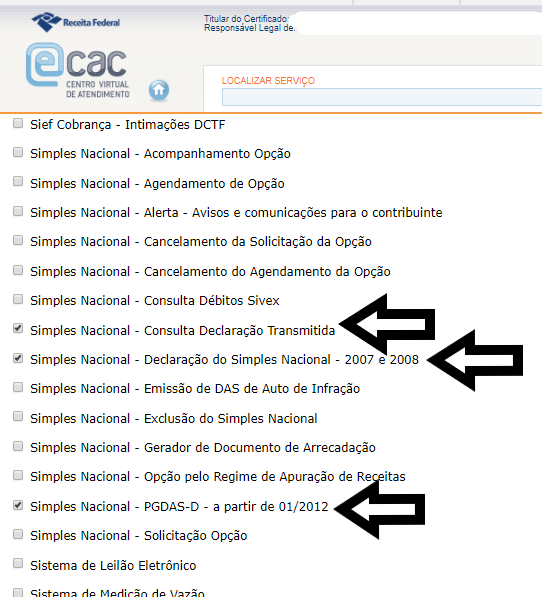 Receita Federal
Titular do Certificado:
Responsável Legal de:
ecac
CENTRO VIRTUAL
DE ATENDIMENTO
LOCALIZAR SERVIÇO
Sief Cobrança - Intimações DCTF
Simples Nacional - Acompanhamento Opção
Simples Nacional - Agendamento de Opção
Simples Nacional - Alerta - Avisos e comunicações para o contribuinte
Simples Nacional - Cancelamento da Solicitação da Opção
Simples Nacional - Cancelamento do Agendamento da Opção
Simples Nacional - Consulta Débitos Sivex
Simples Nacional - Consulta Declaração Transmitida
Simples Nacional - Declaração do Simples Nacional - 2007 e 2008
Simples Nacional - Emissão de DAS de Auto de Infração
Simples Nacional - Exclusão do Simples Nacional
Simples Nacional - Gerador de Documento de Arrecadação
Simples Nacional - Opção pelo Regime de Apuração de Receitas
Simples Nacional - PGDAS-D - a partir de 01/2012
Simples Nacional - Solicitação Opção
Sistema de Leilão Eletrônico
Sistema de Medição de Vazão